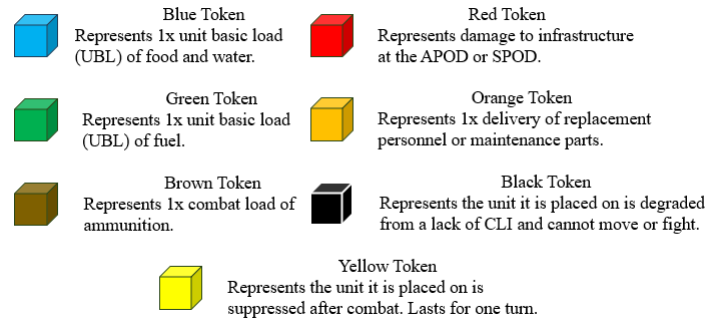 Blue Token
Represents 1x unit basic load
(UBL) of food and water.
Red Token
Represents damage to infrastructure
at the APOD or SPOD.
Green Token
Represents 1x unit basic load
(UBL) of fuel.
Orange Token
Represents 1x delivery of replacement
personnel or maintenance parts.
Brown Token
Represents 1x combat load of
ammunition.
Black Token
Represents the unit it is placed on is degraded
from a lack of CLI and cannot move or fight.
Yellow Token
Represents the unit it is placed on is
suppressed after combat. Lasts for one turn.